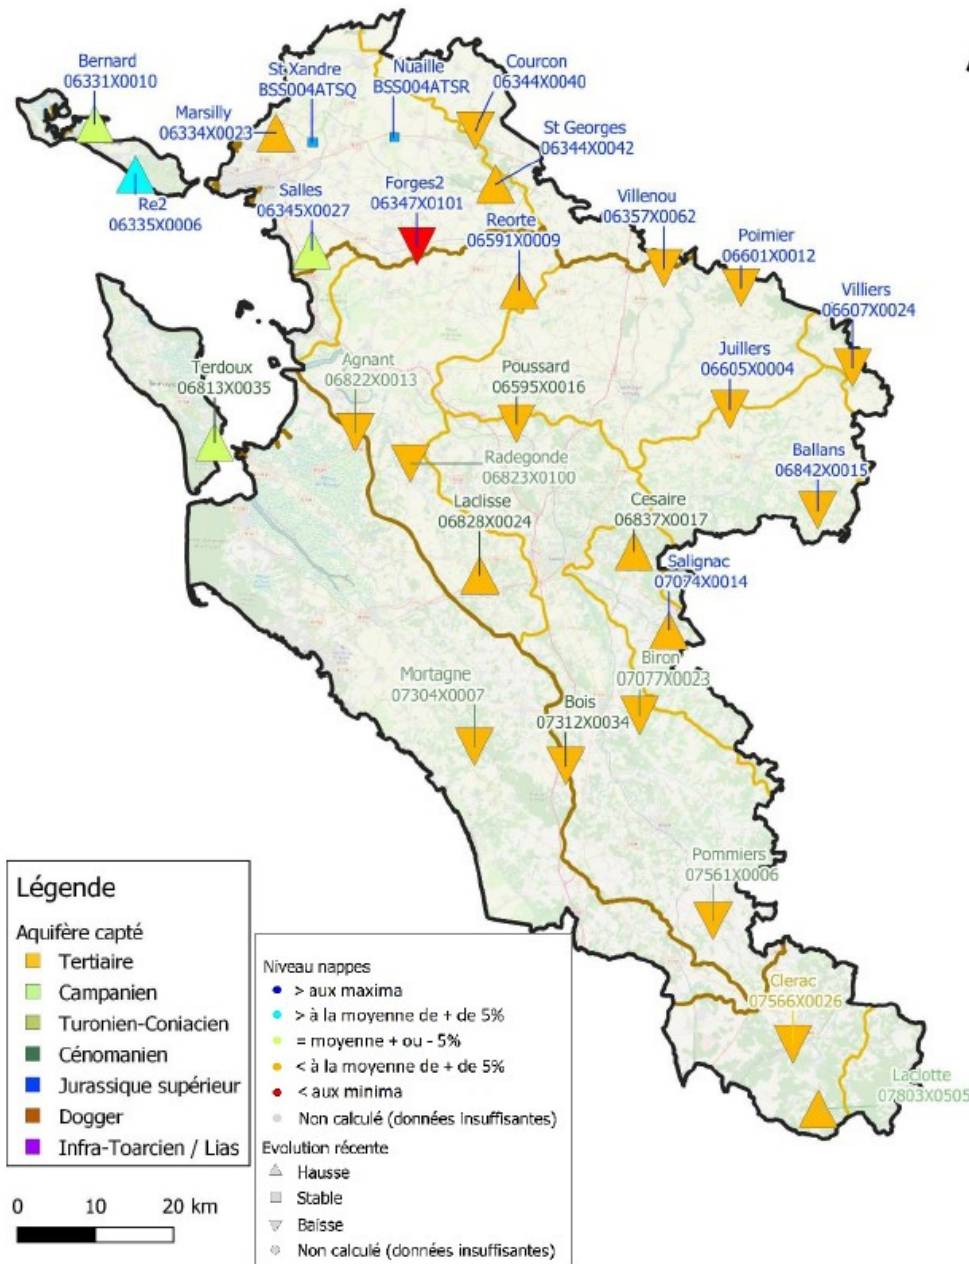 Bernard
06331X0010
St Xandre
BSS004ATSQ
Nuaille
BSS004ATSR
Courcon
06344X0040
Marsilly
06334X0023
St Georges
06344X0042
Re2
06335X0006
Salles
06345X0027
Forges2
06347X0101
Reorte
06591X0009
Villenou
06357X0062
Poimier
06601X0012
Villiers
06607X0024
Terdoux
06813X0035
Agnant
06822X0013
Poussard
06595X0016
Juillers
06605X0004
Radegonde
06823X0100
Ballans
06842X0015
Laclisse
06828X0024
Cesaire
06837X0017
Salignac
07074X0014
Biron
07077X0023
Mortagne
07304X0007
Bois
07312X0034
Pommiers
07561X0006
Clerac
07566X0026
Laclotte
07803X0505
Légende
Aquifère capté
Tertiaire
Campanien
Turonien-Coniacien
Cénomanien
Jurassique supérieur
Dogger
Infra-Toarcien / Lias
0 10 20 km
Niveau nappes
> aux maxima
> à la moyenne de + de 5%
= moyenne + ou - 5%
< à la moyenne de + de 5%
< aux minima
Non calculé (données insuffisantes)
Evolution récente
Hausse
Stable
Baisse
Non calculé (données insuffisantes)